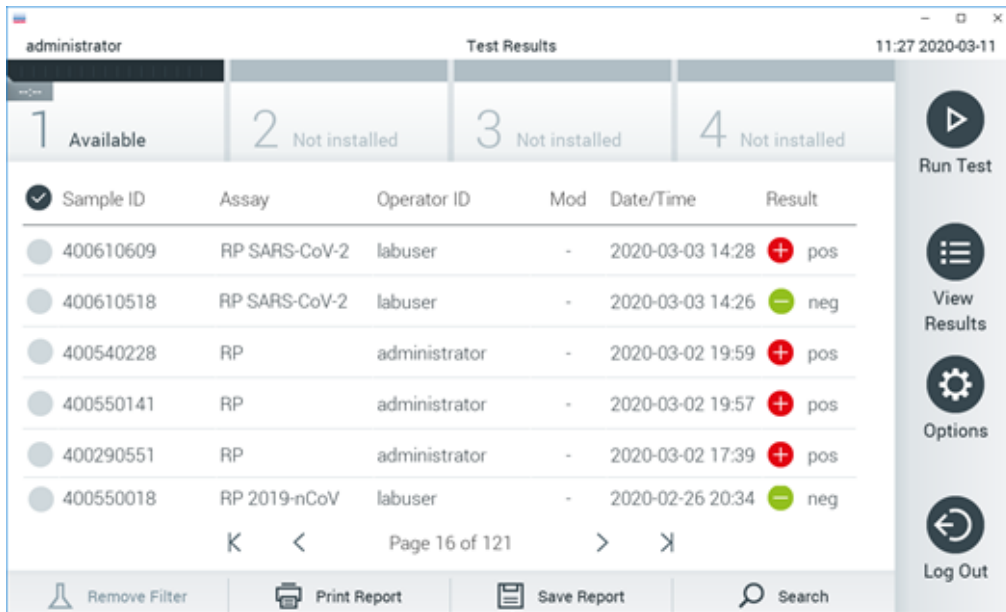 administrator Test Results 11:27 2020-03-11
--:--
1 Available 2 Not installed 3 Not installed 4 Not installed
Run Test
Sample ID Assay Operator ID Mod Date/Time Result
400610609 RP SARS-CoV-2 labuser - 2020-03-03 14:28 pos
400610518 RP SARS-CoV-2 labuser - 2020-03-03 14:26 neg
View
Results
400540228 RP administrator - 2020-03-02 19:59 pos
400550141 RP administrator - 2020-03-02 19:57 pos
Options
400290551 RP administrator - 2020-03-02 17:39 pos
400550018 RP 2019-nCoV labuser - 2020-02-26 20:34 neg
Page 16 of 121
Log Out
Remove Filter Print Report Save Report Search